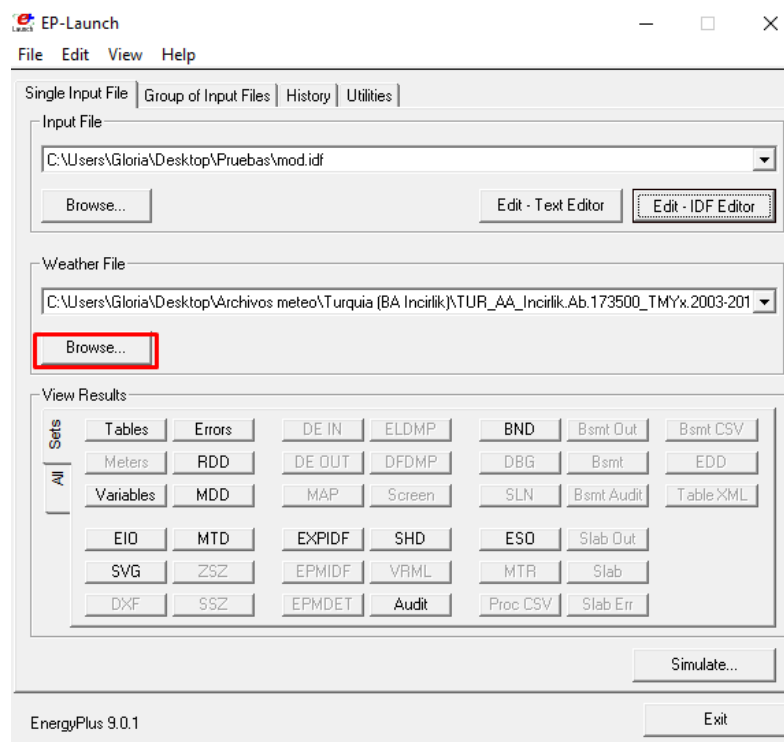 EP-Launch
File Edit View Help
Single Input File Group of Input Files History Utilities
Input File
C:\Users\Gloria\Desktop\Pruebas\mod.idf
Browse... Edit - Text Editor Edit - IDF Editor
Weather File
C:\Users\Gloria\Desktop\Archivos meteo\Turquia (BA Incirlik)\TUR_AA_Incirlik.Ab.173500_TMYx.2003-201
Browse...
View Results
Sets
All
Tables Errors DE IN ELDMP BND Bsmt Out Bsmt CSV
Meters RDD DE OUT DFDMP DBG Bsmt EDD
Variables MDD MAP Screen SLN Bsmt Audit Table XML
EIO MTD EXPIDF SHD ESO Slab Out
SVG ZSZ EPMIDF VRML MTR Slab
DXF SSZ EPMDET Audit Proc CSV Slab Err
Simulate...
EnergyPlus 9.0.1 Exit